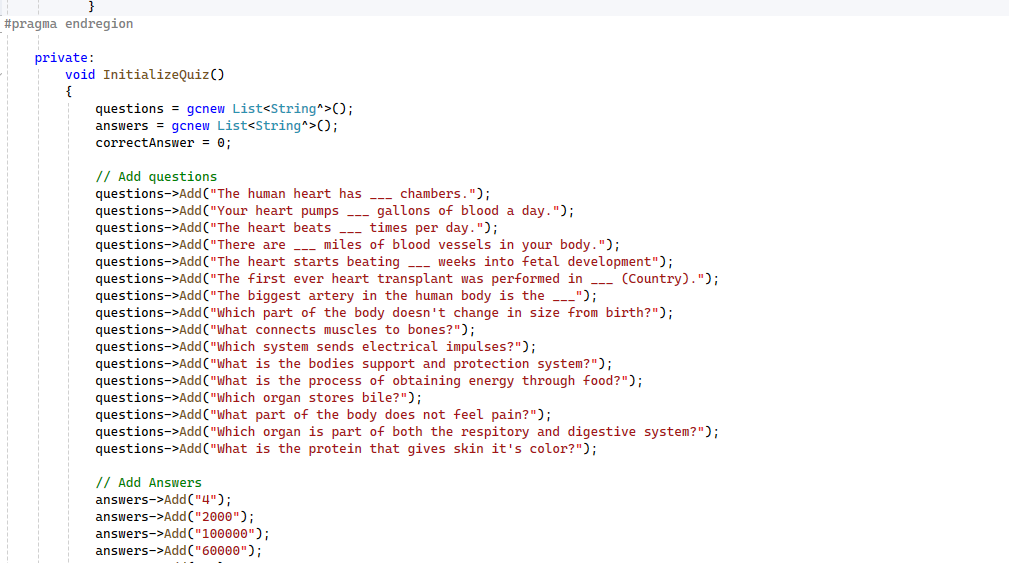 }
#pragma endregion
private:
void InitializeQuiz()
{
questions = gcnew List<String^>();
answers = gcnew List<String^>();
correctAnswer = 0;
// Add questions
questions->Add("The human heart has ___ chambers.");
questions->Add("Your heart pumps ___ gallons of blood a day.");
questions->Add("The heart beats ___ times per day.");
questions->Add("There are ___ miles of blood vessels in your body.");
questions->Add("The heart starts beating ___ weeks into fetal development");
questions->Add("The first ever heart transplant was performed in ___ (Country).");
questions->Add("The biggest artery in the human body is the ___");
questions->Add("Which part of the body doesn't change in size from birth?");
questions->Add("What connects muscles to bones?");
questions->Add("Which system sends electrical impulses?");
questions->Add("What is the bodies support and protection system?");
questions->Add("What is the process of obtaining energy through food?");
questions->Add("Which organ stores bile?");
questions->Add("What part of the body does not feel pain?");
questions->Add("Which organ is part of both the respitory and digestive system?");
questions->Add("What is the protein that gives skin it's color?");
// Add Answers
answers->Add("4");
answers->Add("2000");
answers->Add("100000");
answers->Add("60000");